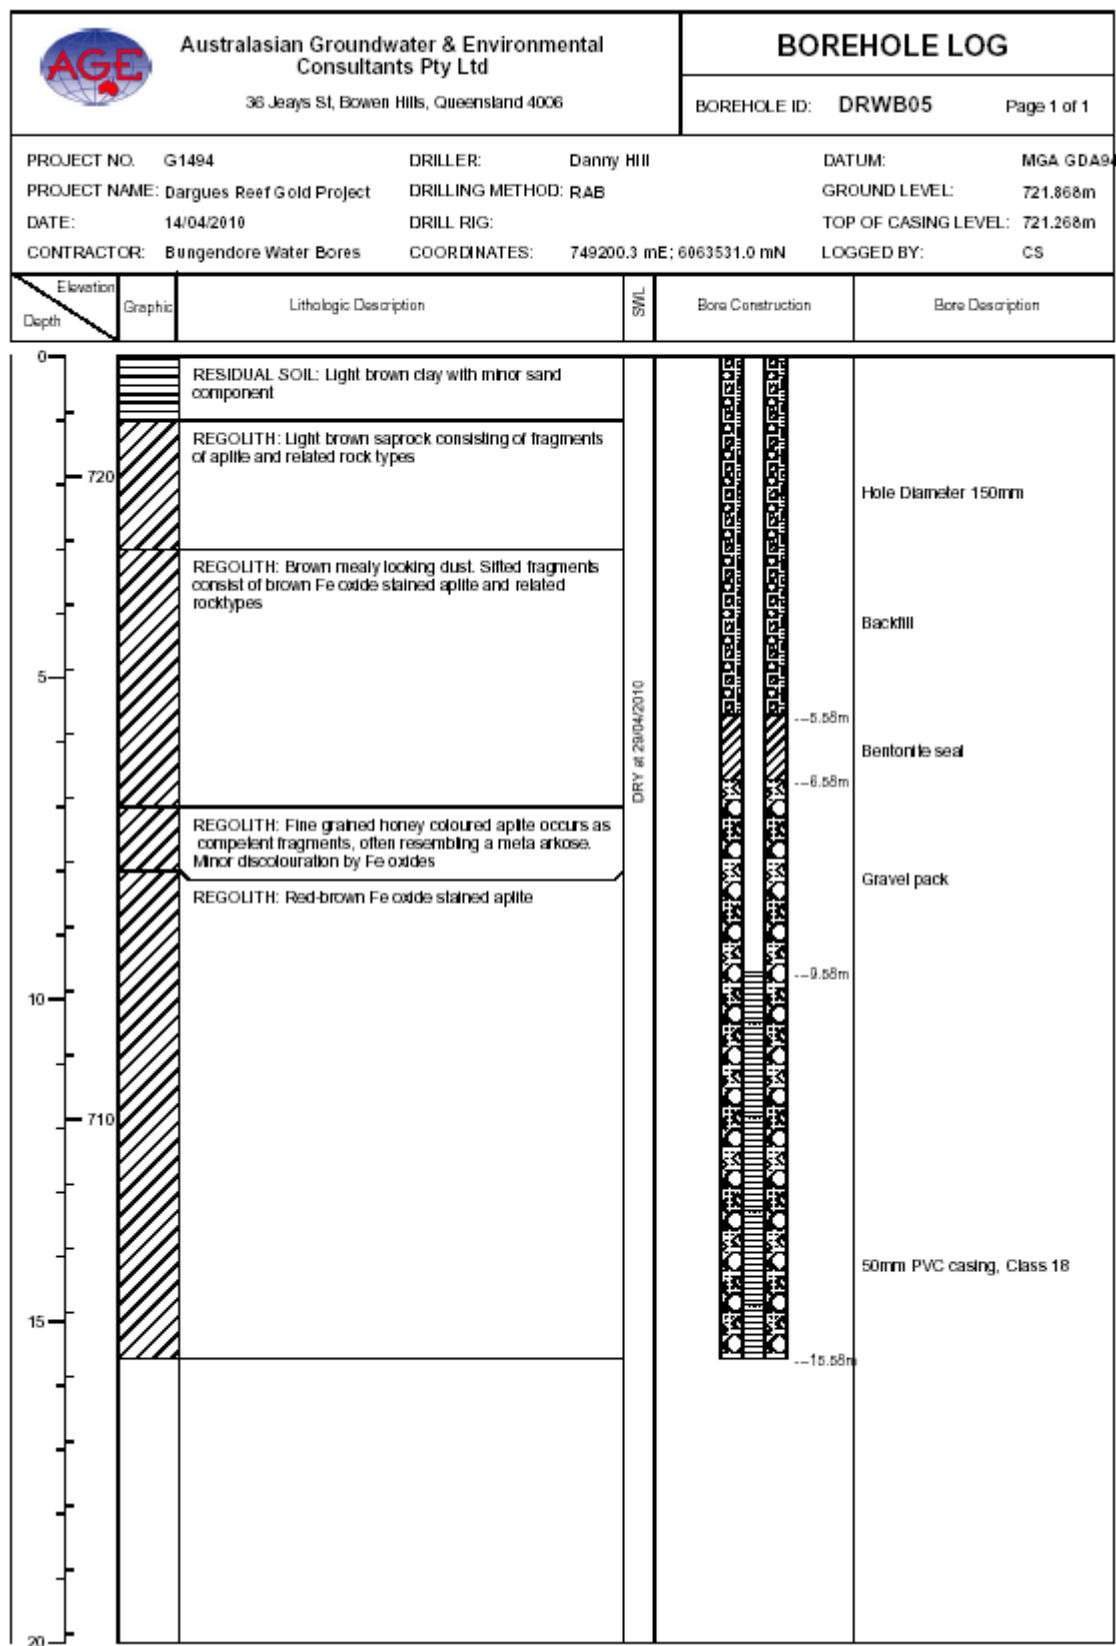 AGE
Australasian Groundwater & Environmental
Consultants Pty Ltd
36 Jeays St, Bowen Hills, Queensland 4006
BOREHOLE LOG
BOREHOLE ID: DRWB05 Page 1 of 1
PROJECT NO. G1494 DRILLER: Danny Hill DATUM: MGA GDA94
PROJECT NAME: Dargues Reef Gold Project DRILLING METHOD: RAB GROUND LEVEL: 721.868m
DATE: 14/04/2010 DRILL RIG: TOP OF CASING LEVEL: 721.268m
CONTRACTOR: Bungendore Water Bores COORDINATES: 749200.3 mE; 6063531.0 mN LOGGED BY: CS
Elevation
Depth
Graphic
Lithologic Description
SWL
Bore Construction
Bore Description
0
RESIDUAL SOIL: Light brown clay with minor sand
component
REGOLITH: Light brown saprock consisting of fragments
of aplite and related rock types
720
Hole Diameter 150mm
REGOLITH: Brown mealy looking dust. Sifted fragments
consist of brown Fe oxide stained aplite and related
rocktypes
Backfill
5
DRY at 29/04/2010
---5.58m
Bentonite seal
---6.58m
REGOLITH: Fine grained honey coloured aplite occurs as
competent fragments, often resembling a meta arkose.
Minor discolouration by Fe oxides
Gravel pack
REGOLITH: Red-brown Fe oxide stained aplite
---9.58m
10
710
50mm PVC casing, Class 18
15
---15.58m
20